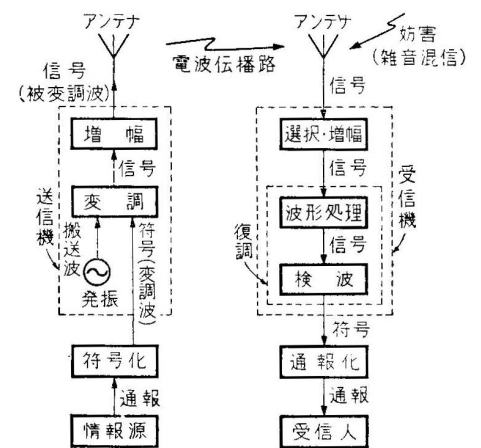 アンテナ
信号
(被変調波)
増幅
信号
変調
送信機
搬送波
符号(変調波)
発振
符号化
通報
情報源
電波伝播路
アンテナ
妨害
(雑音混信)
信号
選択・増幅
信号
受信機
波形処理
信号
復調
検波
符号
通報化
通報
受信人